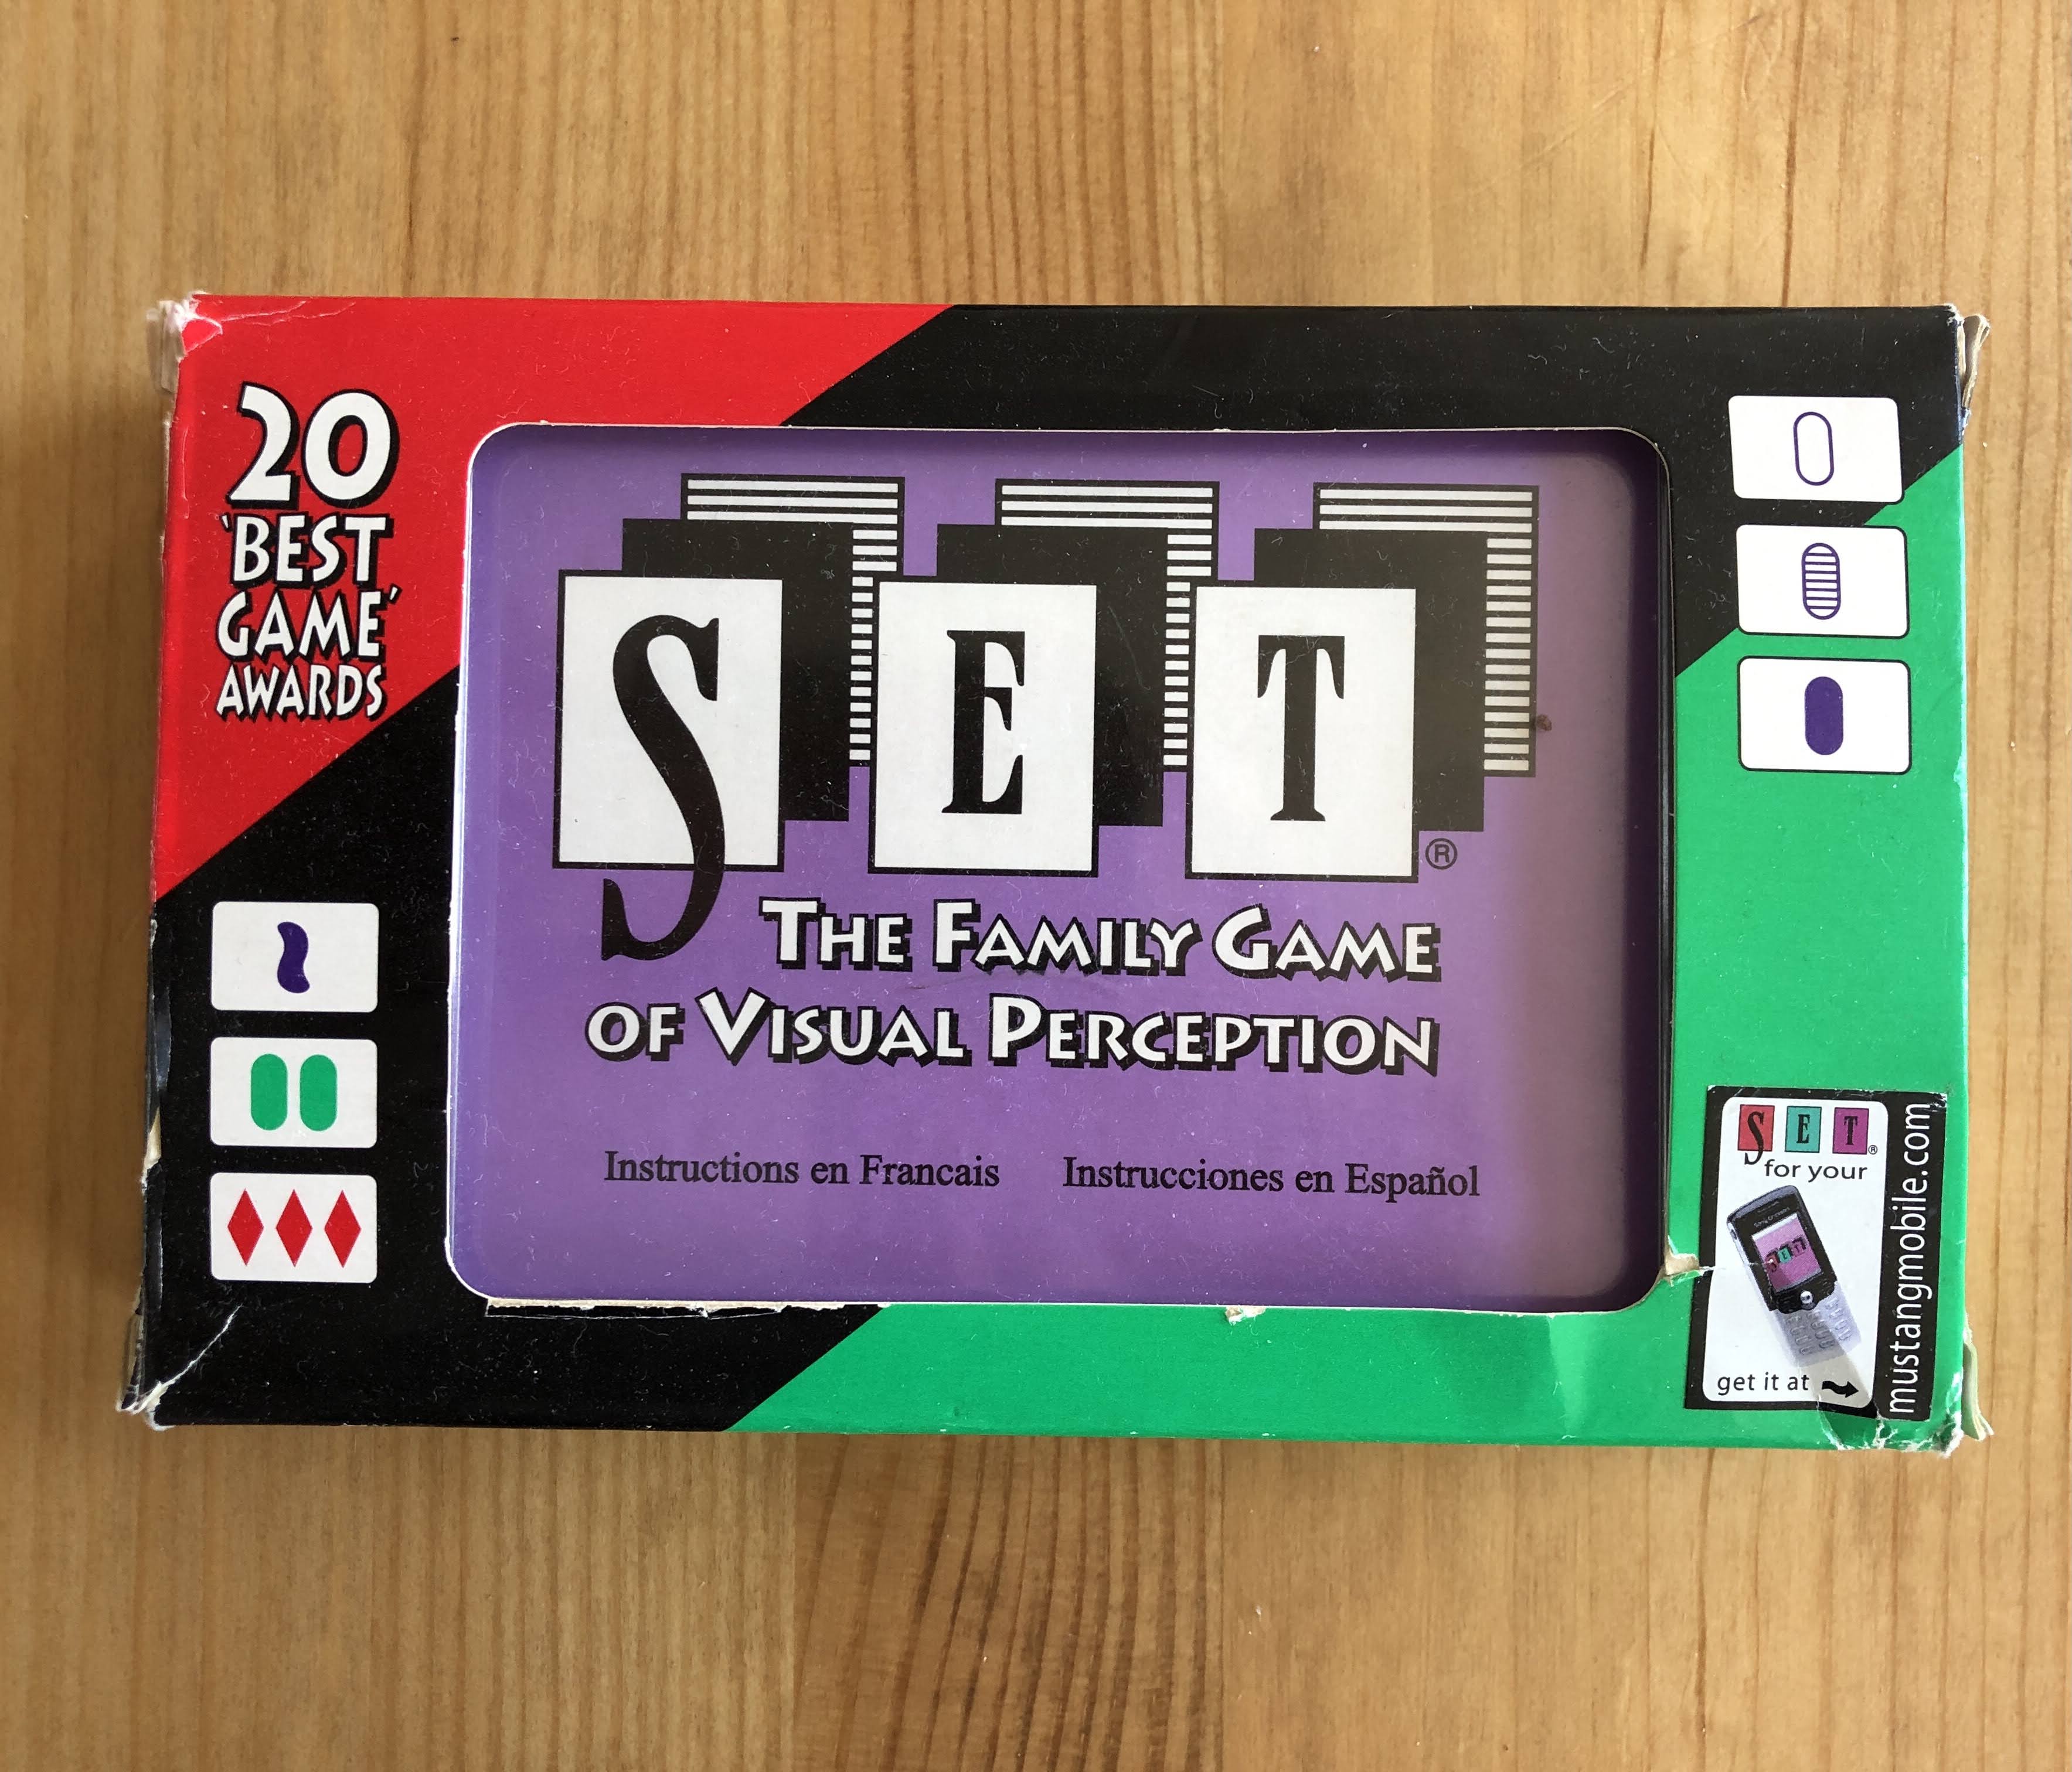 20
'BEST
GAME'
AWARDS
SET®
THE FAMILY GAME
OF VISUAL PERCEPTION
Instructions en Francais Instrucciones en Español
SET®
for your
get it at
mustangmobile.com